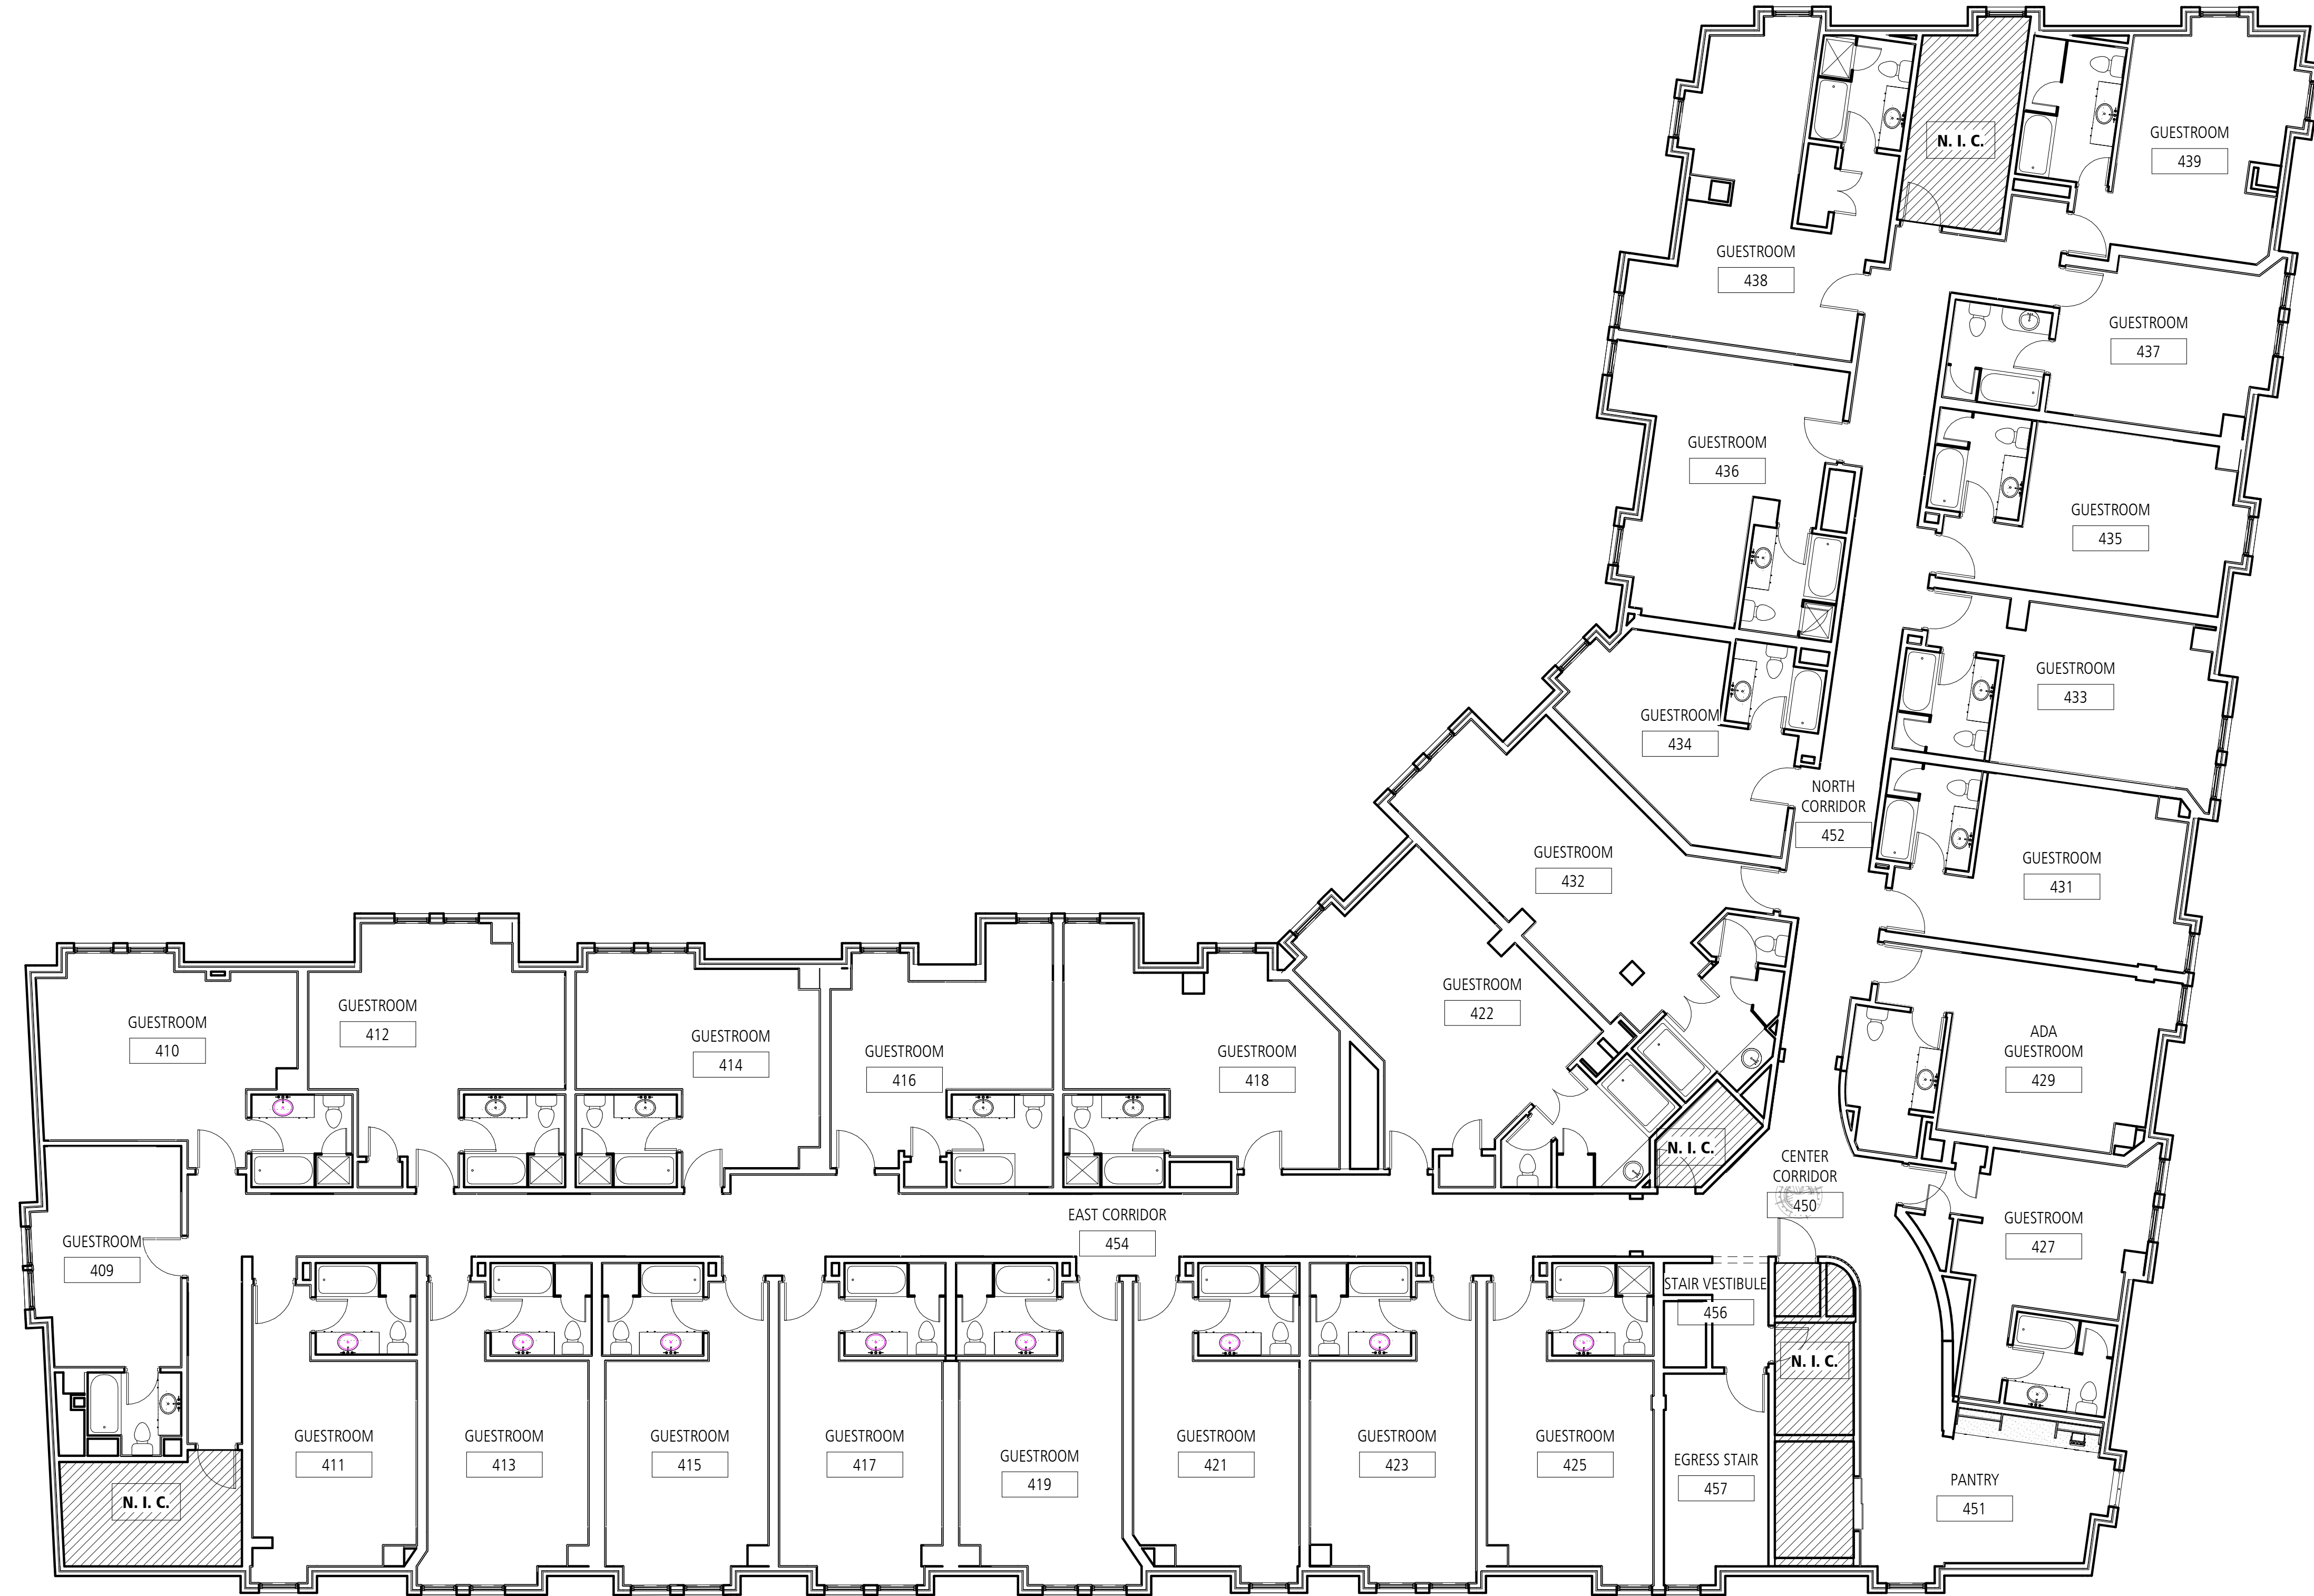 N. I. C.
GUESTROOM
439
GUESTROOM
438
GUESTROOM
437
GUESTROOM
436
GUESTROOM
435
GUESTROOM
433
GUESTROOM
434
NORTH
CORRIDOR
452
GUESTROOM
432
GUESTROOM
431
GUESTROOM
422
ADA
GUESTROOM
429
GUESTROOM
410
GUESTROOM
412
GUESTROOM
414
GUESTROOM
416
GUESTROOM
418
N. I. C.
CENTER
CORRIDOR
450
EAST CORRIDOR
454
GUESTROOM
427
GUESTROOM
409
STAIR VESTIBULE
456
N. I. C.
GUESTROOM
411
GUESTROOM
413
GUESTROOM
415
GUESTROOM
417
GUESTROOM
419
GUESTROOM
421
GUESTROOM
423
GUESTROOM
425
EGRESS STAIR
457
PANTRY
451
N. I. C.